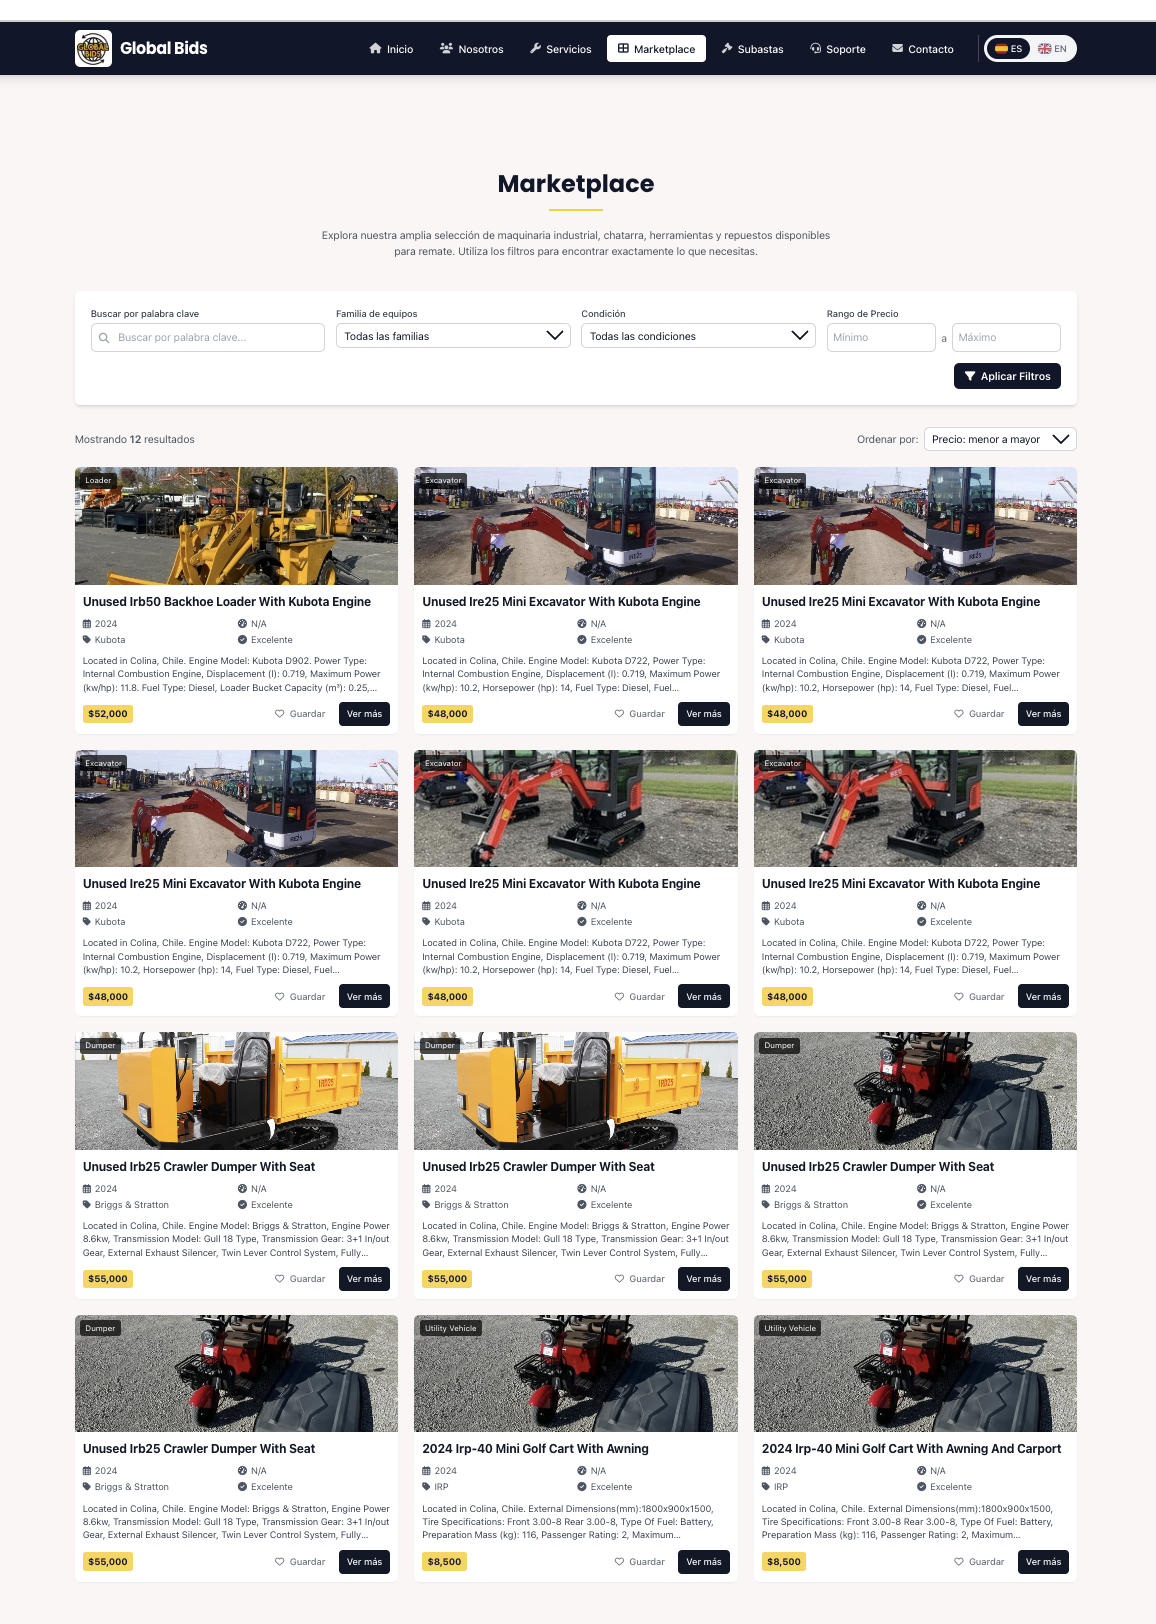 Global Bids
Inicio
Nosotros
Servicios
Marketplace
Subastas
Soporte
Contacto
ES
EN
Marketplace
Explora nuestra amplia selección de maquinaria industrial, chatarra, herramientas y repuestos disponibles
para remate. Utiliza los filtros para encontrar exactamente lo que necesitas.
Buscar por palabra clave
Familia de equipos
Condición
Rango de Precio
Buscar por palabra clave...
Todas las familias
Todas las condiciones
Mínimo
a
Máximo
Aplicar Filtros
Mostrando 12 resultados
Ordenar por:
Precio: menor a mayor
Loader
Unused Irb50 Backhoe Loader With Kubota Engine
2024
N/A
Kubota
Excelente
Located in Colina, Chile. Engine Model: Kubota D902. Power Type:
Internal Combustion Engine, Displacement (l): 0.719, Maximum Power
(kw/hp): 11.8. Fuel Type: Diesel, Loader Bucket Capacity (m³): 0.25,...
$52,000
Guardar
Ver más
Excavator
Unused Ire25 Mini Excavator With Kubota Engine
2024
N/A
Kubota
Excelente
Located in Colina, Chile. Engine Model: Kubota D722, Power Type:
Internal Combustion Engine, Displacement (l): 0.719, Maximum Power
(kw/hp): 10.2, Horsepower (hp): 14, Fuel Type: Diesel, Fuel...
$48,000
Guardar
Ver más
Excavator
Unused Ire25 Mini Excavator With Kubota Engine
2024
N/A
Kubota
Excelente
Located in Colina, Chile. Engine Model: Kubota D722, Power Type:
Internal Combustion Engine, Displacement (l): 0.719, Maximum Power
(kw/hp): 10.2, Horsepower (hp): 14, Fuel Type: Diesel, Fuel...
$48,000
Guardar
Ver más
Excavator
Unused Ire25 Mini Excavator With Kubota Engine
2024
N/A
Kubota
Excelente
Located in Colina, Chile. Engine Model: Kubota D722, Power Type:
Internal Combustion Engine, Displacement (l): 0.719, Maximum Power
(kw/hp): 10.2, Horsepower (hp): 14, Fuel Type: Diesel, Fuel...
$48,000
Guardar
Ver más
Excavator
Unused Ire25 Mini Excavator With Kubota Engine
2024
N/A
Kubota
Excelente
Located in Colina, Chile. Engine Model: Kubota D722, Power Type:
Internal Combustion Engine, Displacement (l): 0.719, Maximum Power
(kw/hp): 10.2, Horsepower (hp): 14, Fuel Type: Diesel, Fuel...
$48,000
Guardar
Ver más
Excavator
Unused Ire25 Mini Excavator With Kubota Engine
2024
N/A
Kubota
Excelente
Located in Colina, Chile. Engine Model: Kubota D722, Power Type:
Internal Combustion Engine, Displacement (l): 0.719, Maximum Power
(kw/hp): 10.2, Horsepower (hp): 14, Fuel Type: Diesel, Fuel...
$48,000
Guardar
Ver más
Dumper
IRD25
Unused Irb25 Crawler Dumper With Seat
2024
N/A
Briggs & Stratton
Excelente
Located in Colina, Chile. Engine Model: Briggs & Stratton, Engine Power
8.6kw, Transmission Model: Gull 18 Type, Transmission Gear: 3+1 In/out
Gear, External Exhaust Silencer, Twin Lever Control System, Fully...
$55,000
Guardar
Ver más
Dumper
IRD25
Unused Irb25 Crawler Dumper With Seat
2024
N/A
Briggs & Stratton
Excelente
Located in Colina, Chile. Engine Model: Briggs & Stratton, Engine Power
8.6kw, Transmission Model: Gull 18 Type, Transmission Gear: 3+1 In/out
Gear, External Exhaust Silencer, Twin Lever Control System, Fully...
$55,000
Guardar
Ver más
Dumper
Unused Irb25 Crawler Dumper With Seat
2024
N/A
Briggs & Stratton
Excelente
Located in Colina, Chile. Engine Model: Briggs & Stratton, Engine Power
8.6kw, Transmission Model: Gull 18 Type, Transmission Gear: 3+1 In/out
Gear, External Exhaust Silencer, Twin Lever Control System, Fully...
$55,000
Guardar
Ver más
Dumper
Unused Irb25 Crawler Dumper With Seat
2024
N/A
Briggs & Stratton
Excelente
Located in Colina, Chile. Engine Model: Briggs & Stratton, Engine Power
8.6kw, Transmission Model: Gull 18 Type, Transmission Gear: 3+1 In/out
Gear, External Exhaust Silencer, Twin Lever Control System, Fully...
$55,000
Guardar
Ver más
Utility Vehicle
2024 Irp-40 Mini Golf Cart With Awning
2024
N/A
IRP
Excelente
Located in Colina, Chile. External Dimensions(mm):1800x900x1500,
Tire Specifications: Front 3.00-8 Rear 3.00-8, Type Of Fuel: Battery,
Preparation Mass (kg): 116, Passenger Rating: 2, Maximum...
$8,500
Guardar
Ver más
Utility Vehicle
2024 Irp-40 Mini Golf Cart With Awning And Carport
2024
N/A
IRP
Excelente
Located in Colina, Chile. External Dimensions(mm):1800x900x1500,
Tire Specifications: Front 3.00-8 Rear 3.00-8, Type Of Fuel: Battery,
Preparation Mass (kg): 116, Passenger Rating: 2, Maximum...
$8,500
Guardar
Ver más